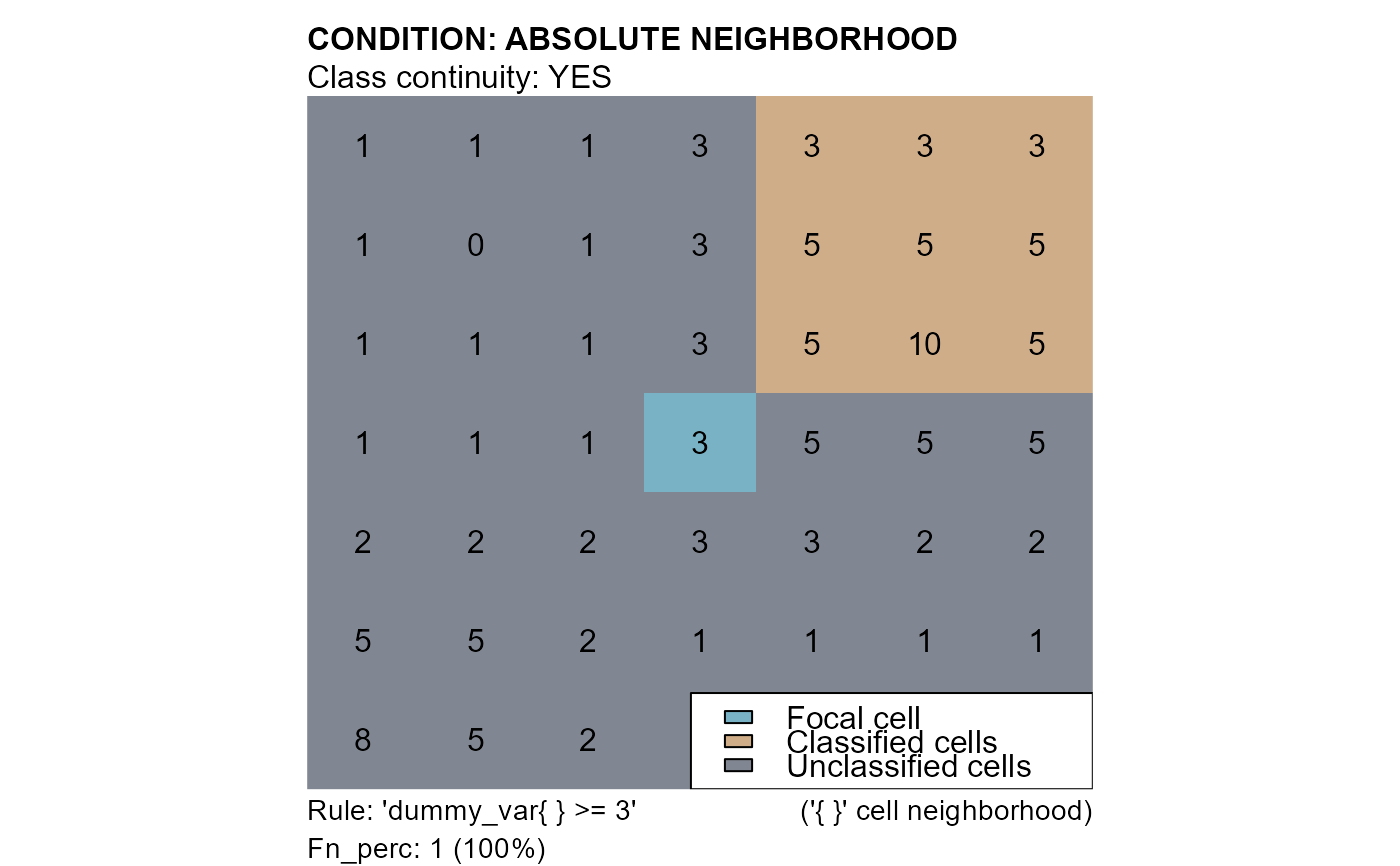 CONDITION: ABSOLUTE NEIGHBORHOOD
Class continuity: YES
1 1 1 3 3 3 3
1 0 1 3 5 5 5
1 1 1 3 5 10 5
1 1 1 3 5 5 5
2 2 2 3 3 2 2
5 5 2 1 1 1 1
8 5 2
Focal cell
Classified cells
Unclassified cells
Rule: 'dummy_var{ } >= 3' ('{ }' cell neighborhood)
Fn_perc: 1 (100%)